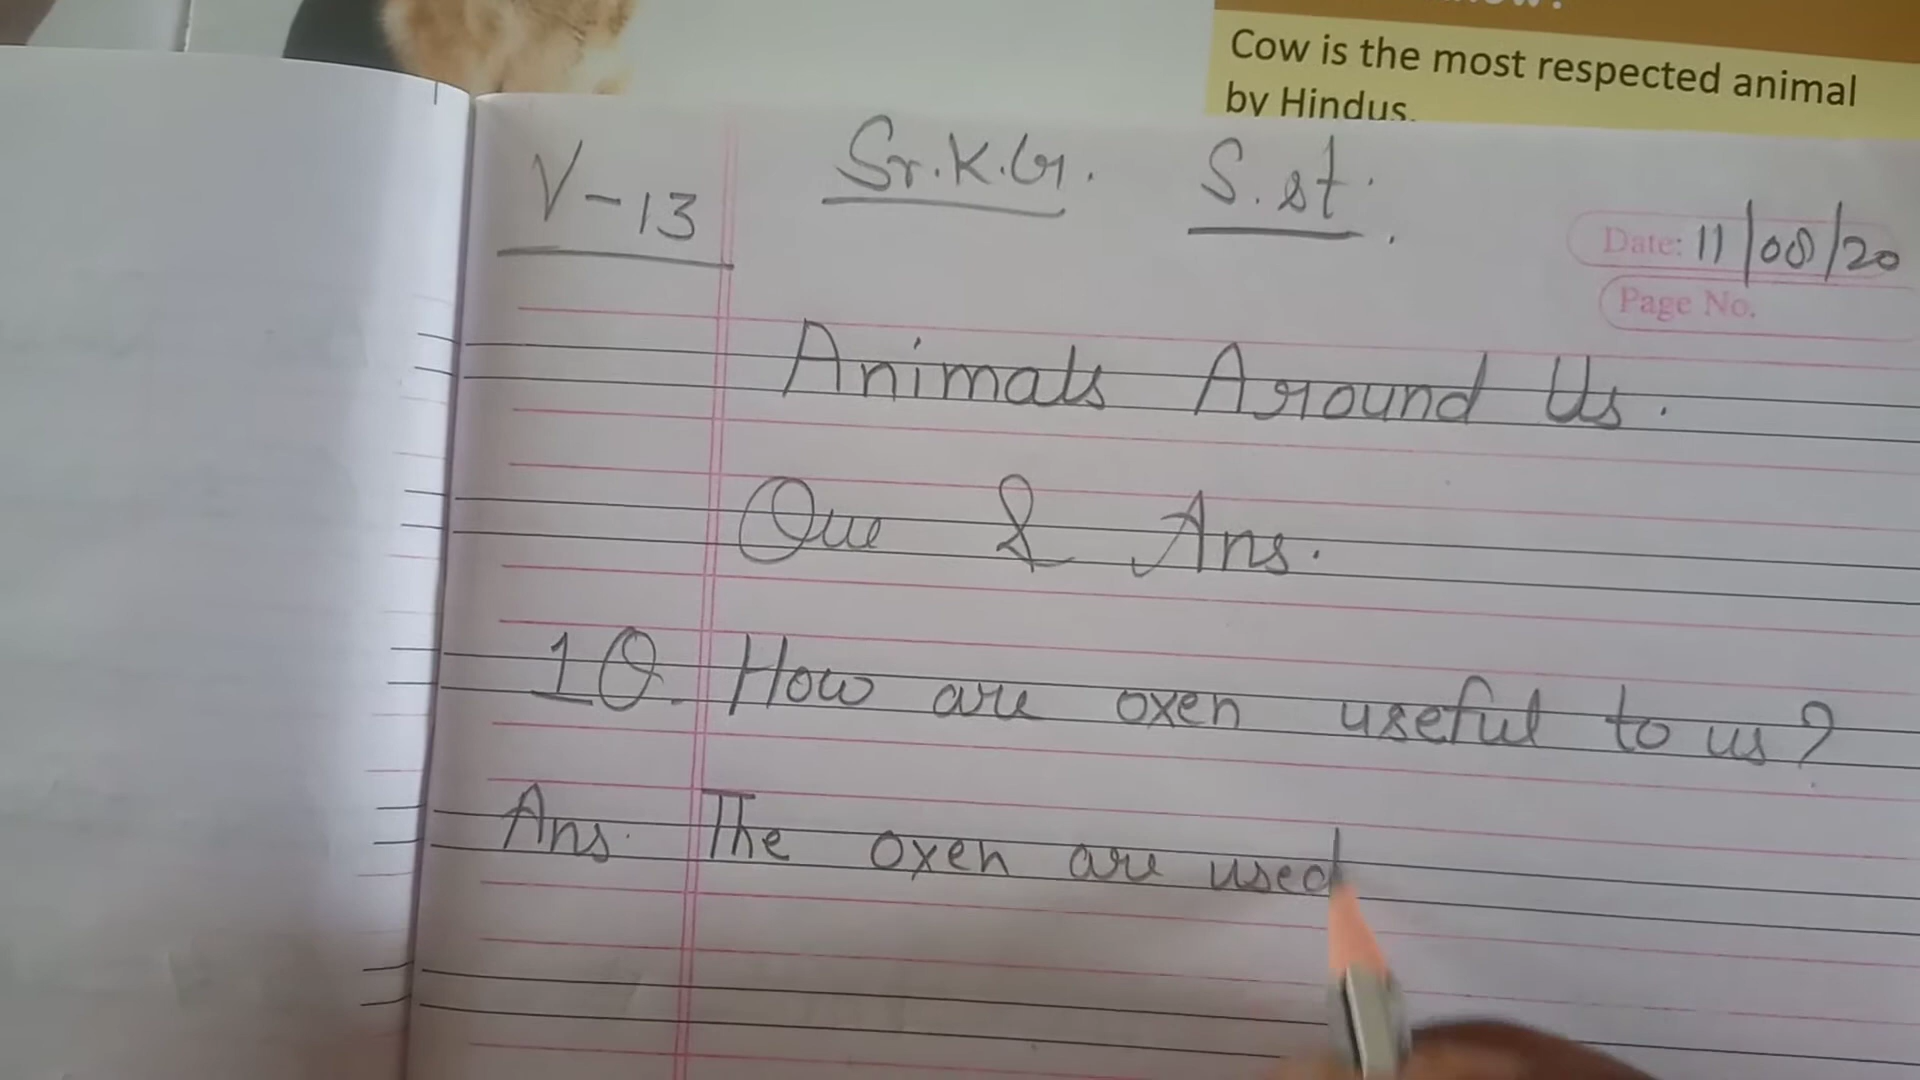 Cow is the most respected animal
by Hindus.
V-13 Sr.K.G. S.st.
Date: 11/08/20
Page No.
Animals Around Us.
Que & Ans.
1Q. How are oxen useful to us?
Ans. The oxen are used